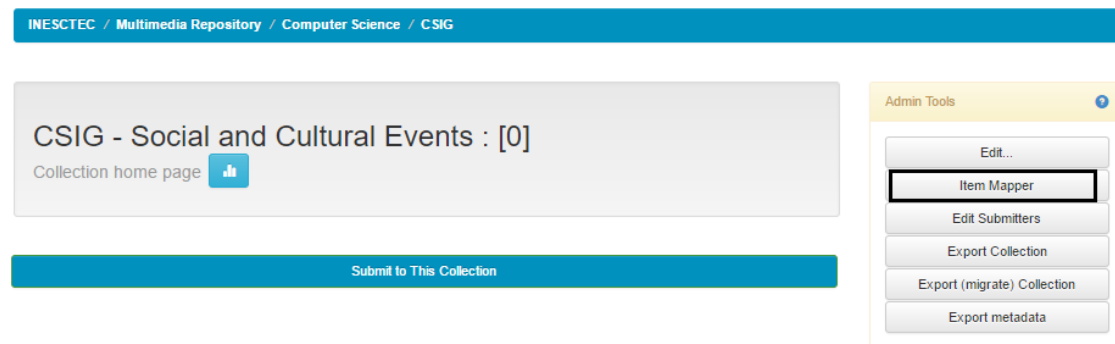 INESCTEC / Multimedia Repository / Computer Science / CSIG
CSIG - Social and Cultural Events : [0]
Collection home page
Submit to This Collection
Admin Tools
Edit...
Item Mapper
Edit Submitters
Export Collection
Export (migrate) Collection
Export metadata